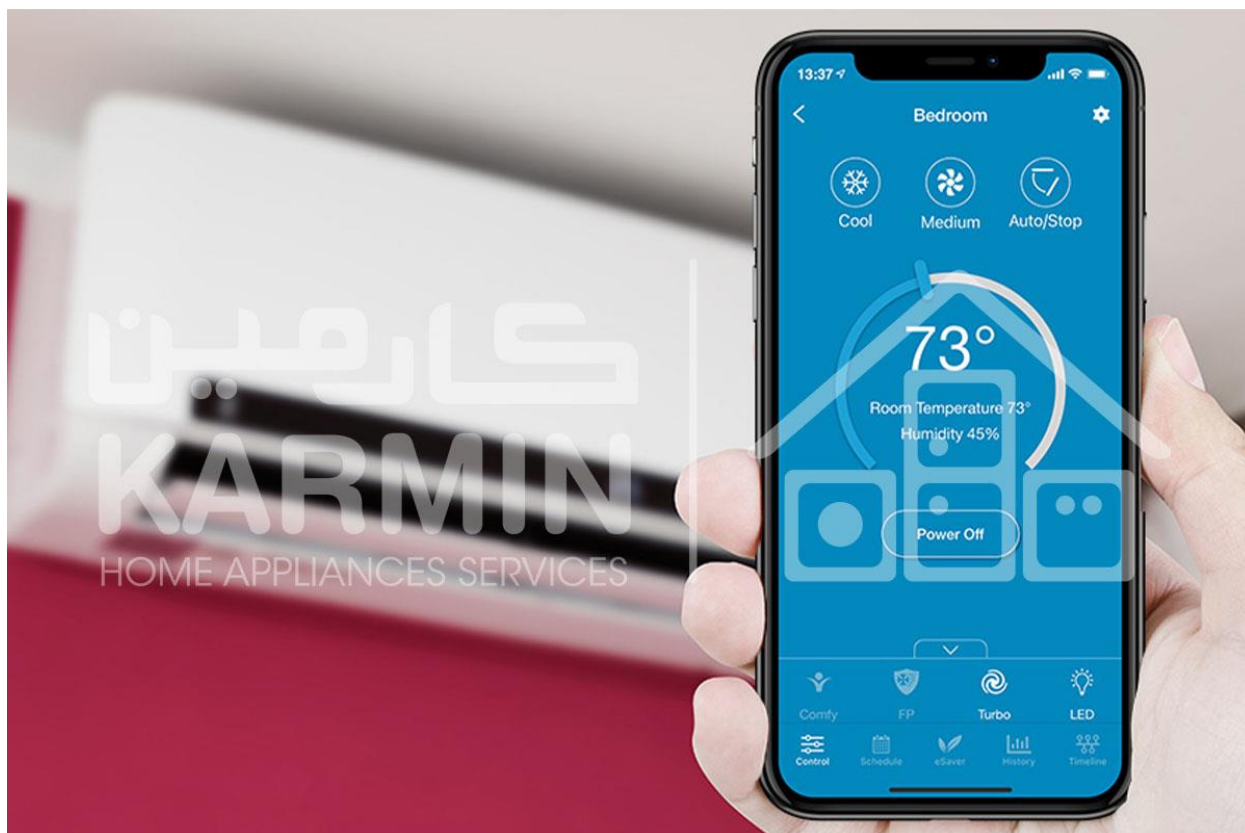 13:37
Bedroom
Cool Medium Auto/Stop
73°
Room Temperature 73°
Humidity 45%
Power Off
Comfy FP Turbo LED
Control Schedule eSaver History Timeline
كارمين
KARMIN
HOME APPLIANCES SERVICES